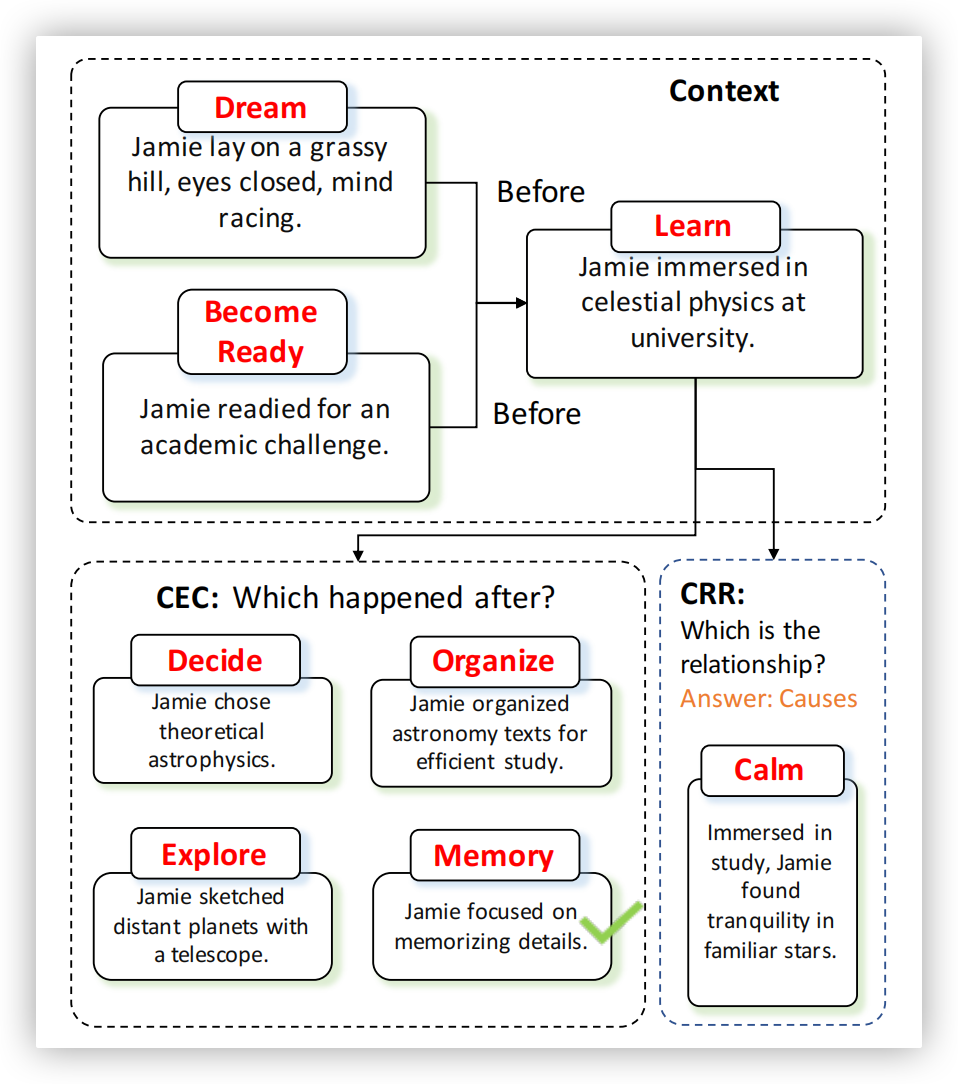 Context
Dream
Jamie lay on a grassy
hill, eyes closed, mind
racing.
Before
Learn
Jamie immersed in
celestial physics at
university.
Become
Ready
Jamie readied for an
academic challenge.
Before
CEC: Which happened after?
Decide
Jamie chose
theoretical
astrophysics.
Organize
Jamie organized
astronomy texts for
efficient study.
Explore
Jamie sketched
distant planets with
a telescope.
Memory
Jamie focused on
memorizing details.
CRR:
Which is the
relationship?
Answer: Causes
Calm
Immersed in
study, Jamie
found
tranquility in
familiar stars.